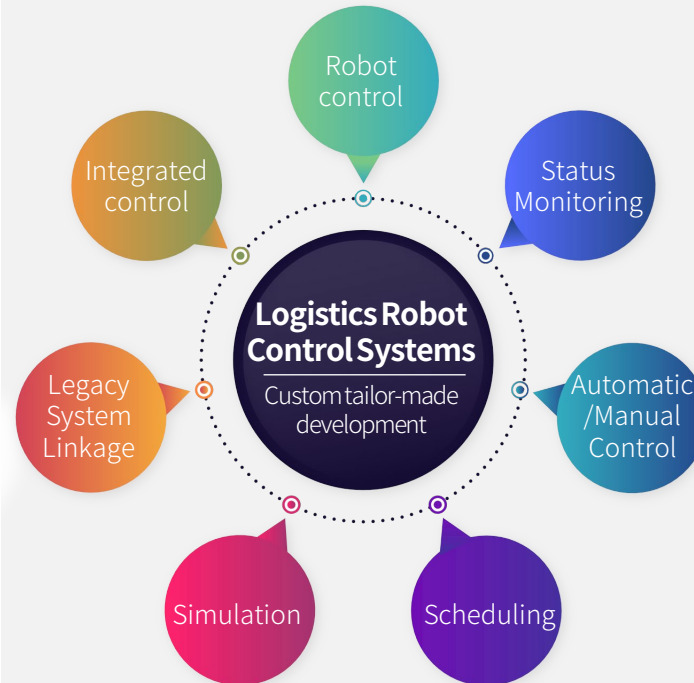 Robot
control
Integrated
control
Status
Monitoring
Logistics Robot
Control Systems
Custom tailor-made
development
Legacy
System
Linkage
Automatic
/Manual
Control
Simulation
Scheduling